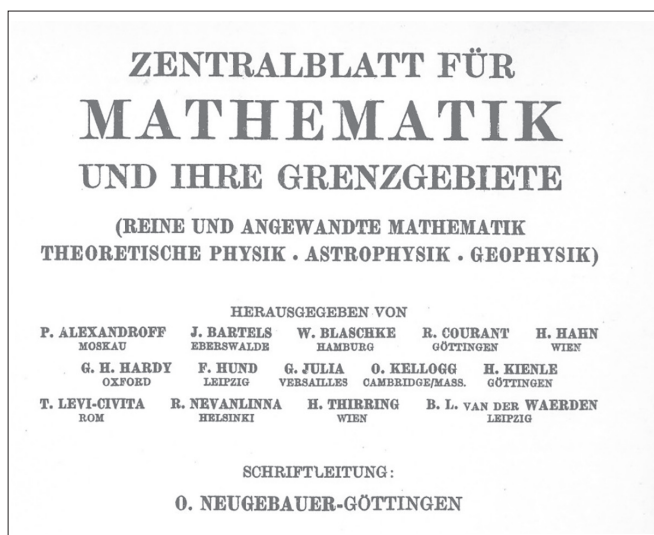 ZENTRALBLATT FÜR
MATHEMATIK
UND IHRE GRENZGEBIETE
(REINE UND ANGEWANDTE MATHEMATIK
THEORETISCHE PHYSIK . ASTROPHYSIK . GEOPHYSIK)
HERAUSGEGEBEN VON
P. ALEXANDROFF J. BARTELS W. BLASCHKE R. COURANT H. HAHN
MOSKAU EBERSWALDE HAMBURG GÖTTINGEN WIEN
G. H. HARDY F. HUND G. JULIA O. KELLOGG H. KIENLE
OXFORD LEIPZIG VERSAILLES CAMBRIDGE/MASS. GÖTTINGEN
T. LEVI-CIVITA R. NEVANLINNA H. THIRRING B. L. VAN DER WAERDEN
ROM HELSINKI WIEN LEIPZIG
SCHRIFTLEITUNG:
O. NEUGEBAUER-GÖTTINGEN